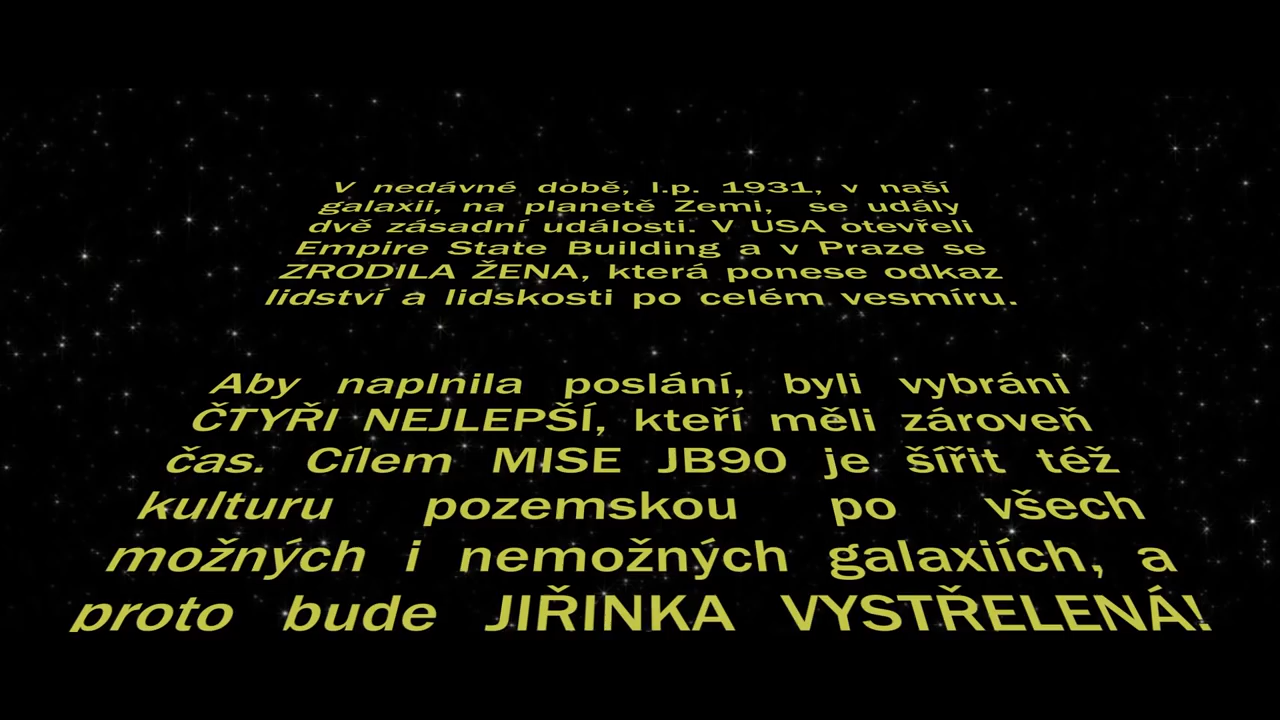 V nedávné době, l.p. 1931, v naší
galaxii, na planetě Zemi, se udály
dvě zásadní události. V USA otevřeli
Empire State Building a v Praze se
ZRODILA ŽENA, která ponese odkaz
lidství a lidskosti po celém vesmíru.
Aby naplnila poslání, byli vybráni
ČTYŘI NEJLEPŠÍ, kteří měli zároveň
čas. Cílem MISE JB90 je šířit též
kulturu pozemskou po všech
možných i nemožných galaxiích, a
proto bude JIŘINKA VYSTŘELENÁ!